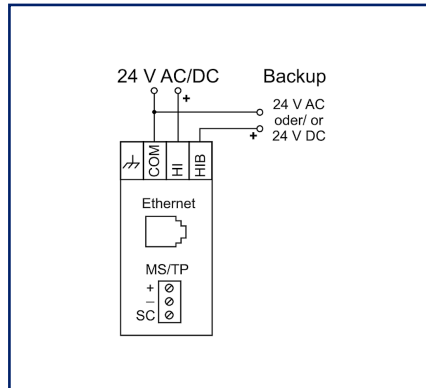 24 V AC/DC
Backup
+
24 V AC
oder/ or
+ 24 V DC
COM
HI
HIB
Ethernet
MS/TP
+
–
SC